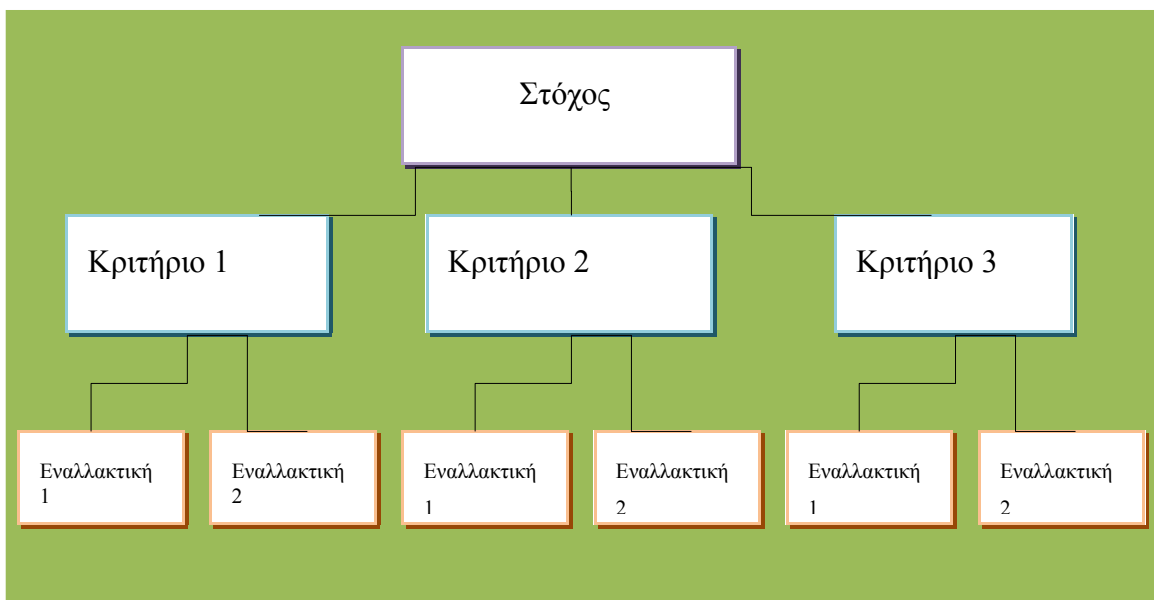 Στόχος
Κριτήριο 1
Κριτήριο 2
Κριτήριο 3
Εναλλακτική
1
Εναλλακτική
2
Εναλλακτική
1
Εναλλακτική
2
Εναλλακτική
1
Εναλλακτική
2